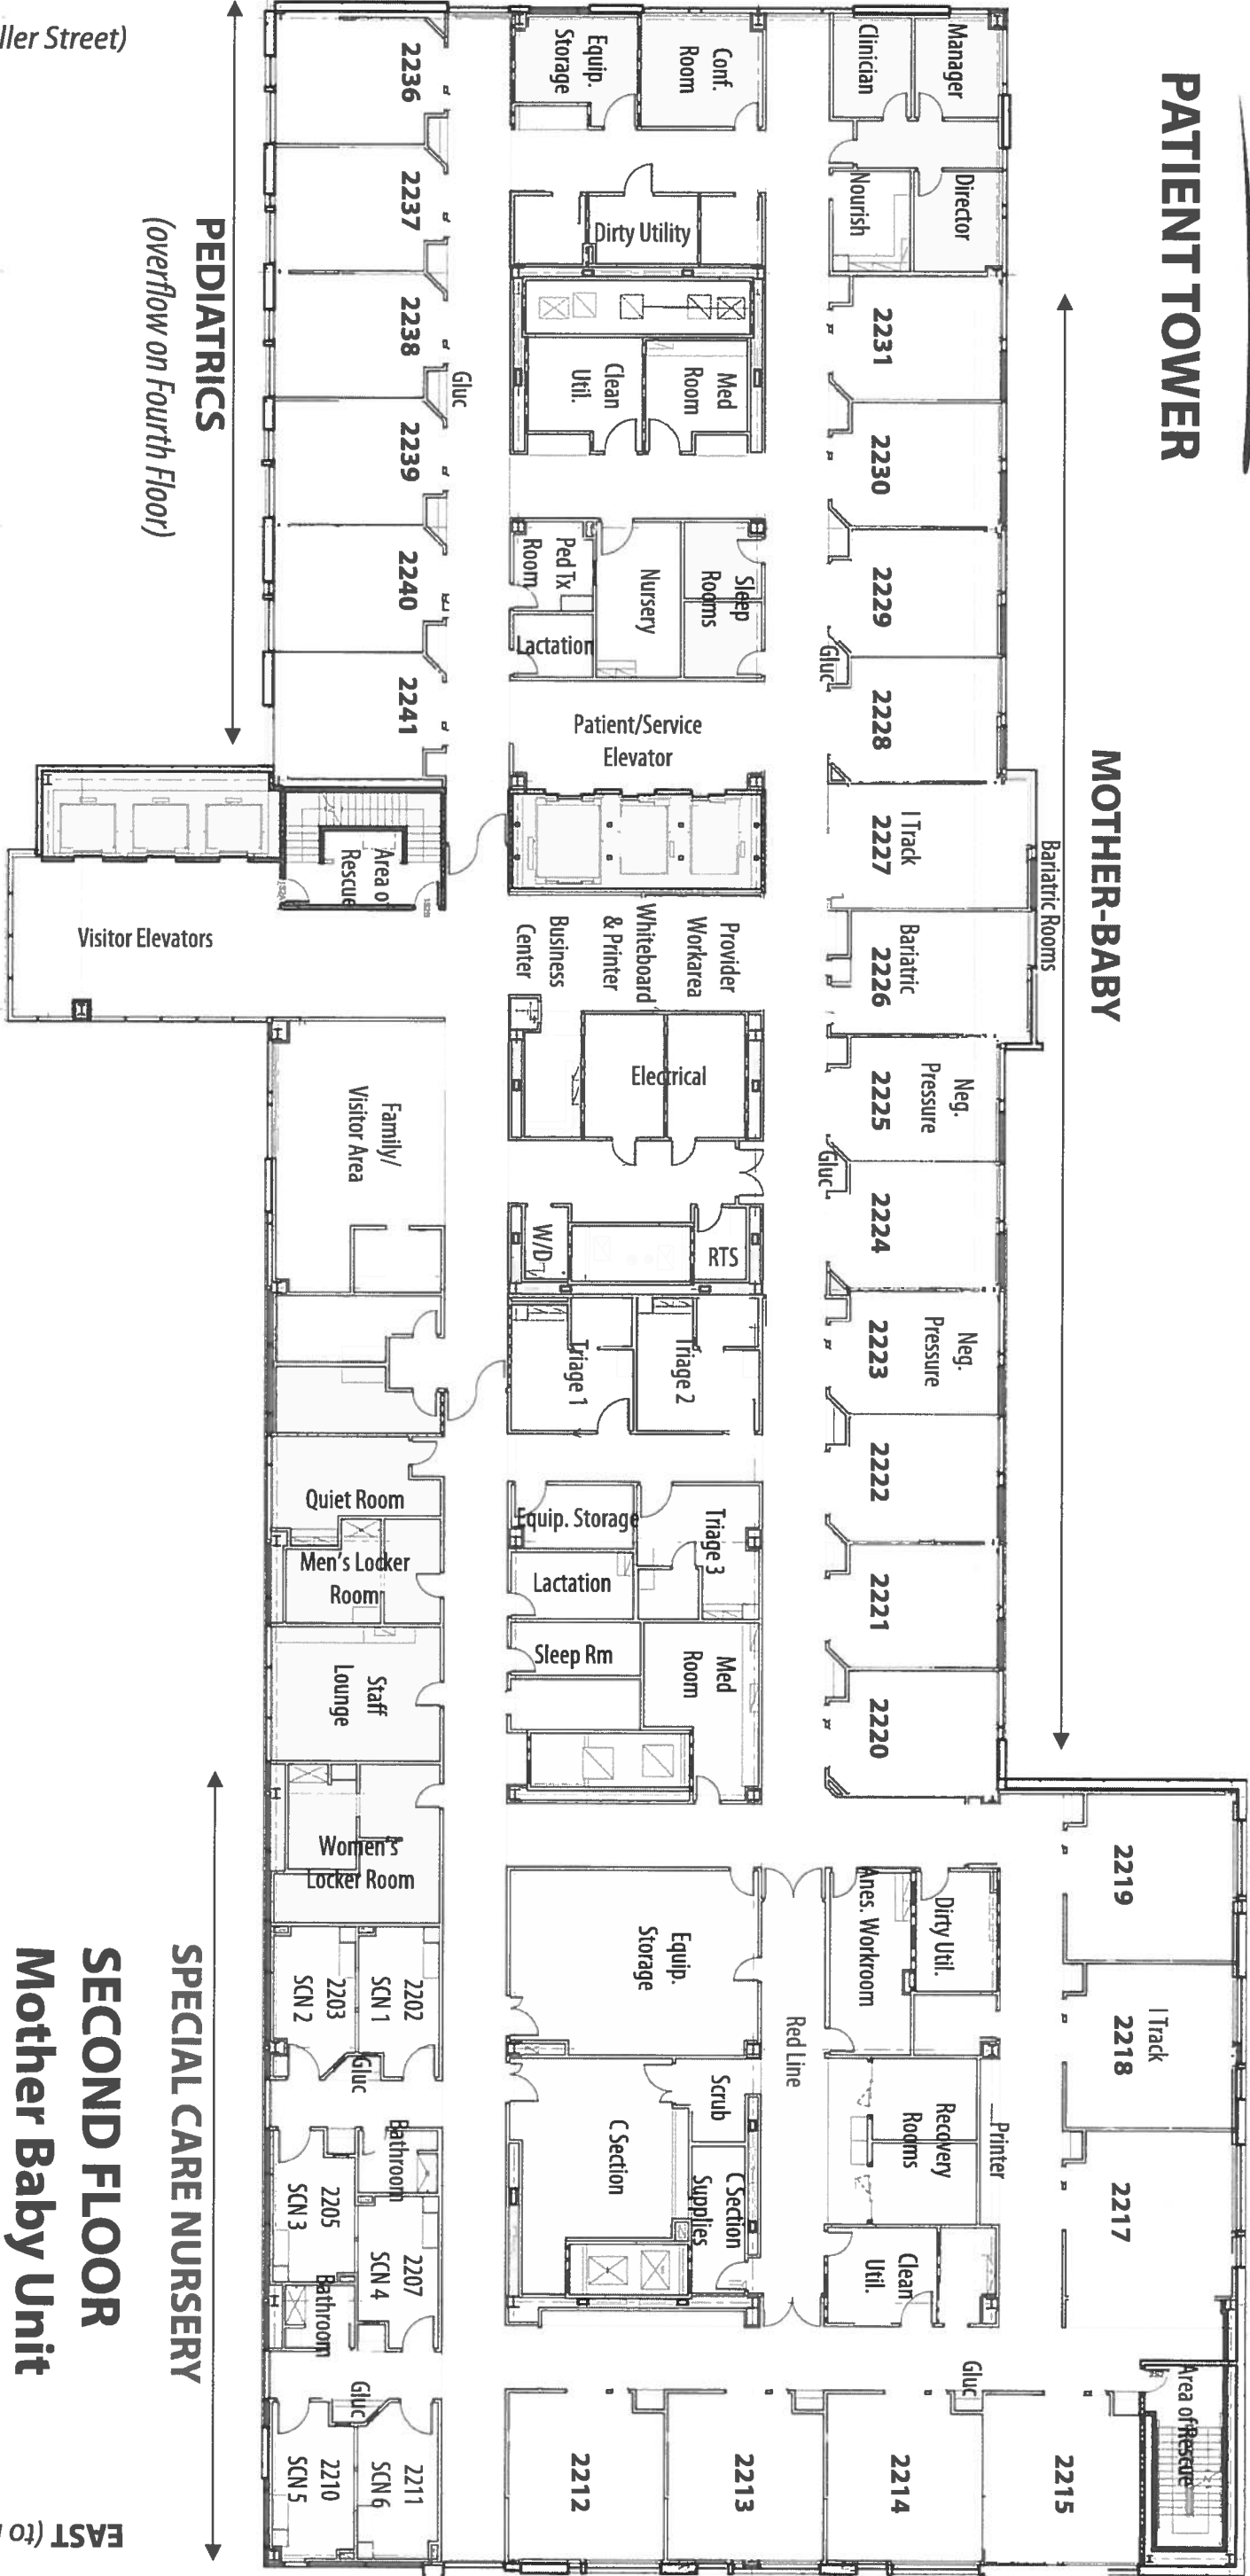 ller Street)
PATIENT TOWER
PEDIATRICS
(overflow on Fourth Floor)
MOTHER-BABY
Bariatric Rooms
2236
2237
2238
2239
2240
2241
Gluc
Equip.
Storage
Conf.
Room
Clinician
Manager
Nourish
Director
Dirty Utility
Clean
Util.
Med
Room
2231
2230
2229
Gluc
2228
I Track
2227
Bariatric
2226
Neg.
Pressure
2225
Gluc
2224
Neg.
Pressure
2223
2222
2221
2220
Ped Tx
Room
Nursery
Sleep
Rooms
Lactation
Patient/Service
Elevator
Area of
Rescue
Visitor Elevators
Provider
Workarea
Whiteboard
& Printer
Business
Center
Electrical
Family/
Visitor Area
W/D
RTS
Triage 1
Triage 2
Quiet Room
Equip. Storage
Triage 3
Men's Locker
Room
Lactation
Sleep Rm
Med
Room
Staff
Lounge
Women's
Locker Room
Equip.
Storage
Anes. Workroom
Dirty Util.
2219
I Track
2218
2217
Red Line
2202
SCN 1
2203
SCN 2
Gluc
Scrub
C Section
C Section
Supplies
Recovery
Rooms
Printer
Bathroom
2205
SCN 3
2207
SCN 4
Bathroom
Clean
Util.
Gluc
Gluc
Area of Rescue
2210
SCN 5
2211
SCN 6
2212
2213
2214
2215
SPECIAL CARE NURSERY
SECOND FLOOR
Mother Baby Unit
EAST (to